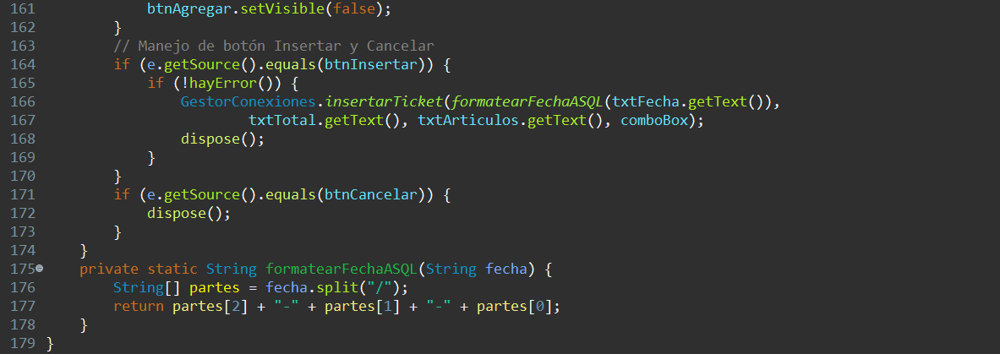 161 btnAgregar.setVisible(false);
162 }
163 // Manejo de botón Insertar y Cancelar
164 if (e.getSource().equals(btnInsertar)) {
165 if (!hayError()) {
166 GestorConexiones.insertarTicket(formatearFechaASQL(txtFecha.getText()),
167 txtTotal.getText(), txtArticulos.getText(), comboBox);
168 dispose();
169 }
170 }
171 if (e.getSource().equals(btnCancelar)) {
172 dispose();
173 }
174 }
175 private static String formatearFechaASQL(String fecha) {
176 String[] partes = fecha.split("/");
177 return partes[2] + "-" + partes[1] + "-" + partes[0];
178 }
179 }